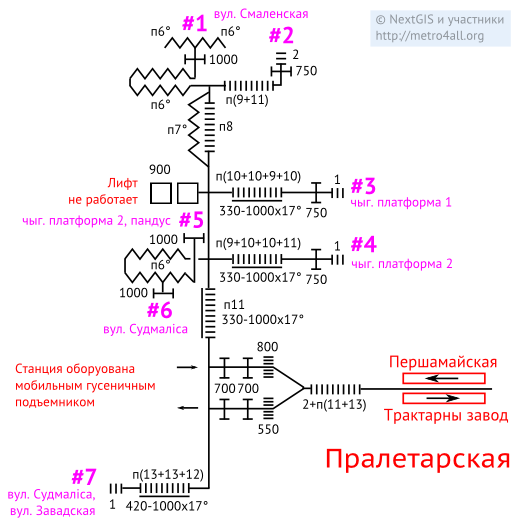 © NextGIS и участники
http://metro4all.org
вул. Смаленская
#1
#2
п6°
п6°
1000
2
750
п(9+11)
п6°
п7°
п8
900
Лифт
не работает
п(10+10+9+10)
1
#3
чыг. платформа 1
330-1000x17°
750
чыг. платформа 2, пандус
#5
1000
п(9+10+10+11)
1
#4
чыг. платформа 2
330-1000x17°
750
п6°
1000
#6
вул. Судмаліса
п11
330-1000x17°
800
Станция оборуована
мобильным гусеничным
подъемником
700
700
550
2+п(11+13)
Першамайская
Трактарны завод
Пралетарская
#7
вул. Судмаліса,
вул. Завадская
п(13+13+12)
1
420-1000x17°